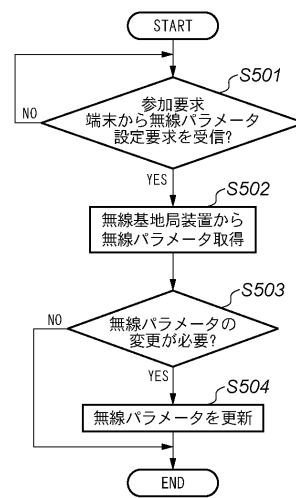 START
S501
参加要求
端末から無線パラメータ
設定要求を受信?
NO
YES
S502
無線基地局装置から
無線パラメータ取得
S503
無線パラメータの
変更が必要?
NO
YES
S504
無線パラメータを更新
END